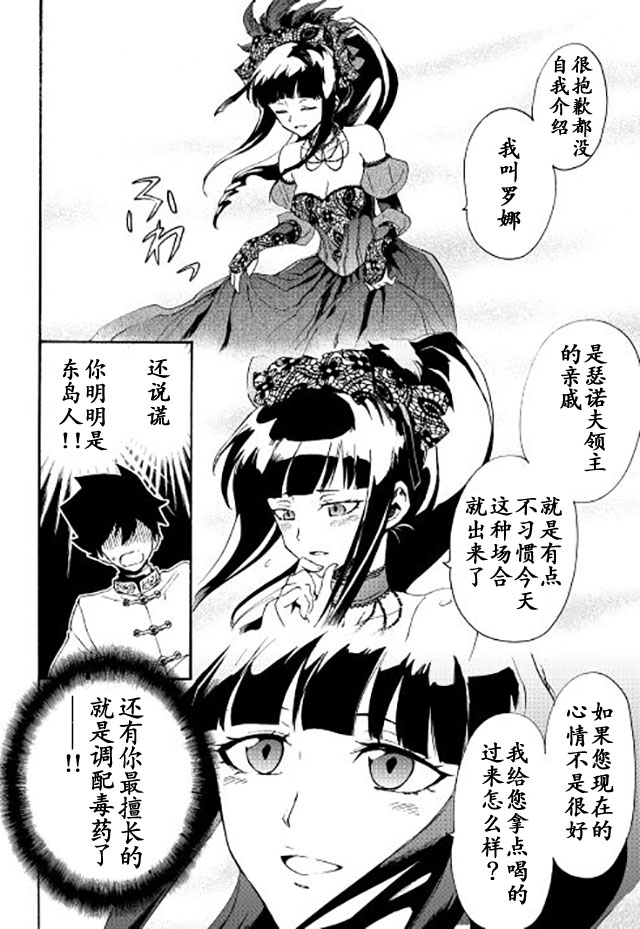 很抱歉都没
自我介绍
我叫罗娜
ふわっ
是瑟诺夫领主
的亲戚
就是有点
不习惯今天
这种场合
就出来了
还说谎
你明明是
东岛人!!
如果您现在的
心情不是很好
我给您拿点喝的
过来怎么样？
还有你最擅长的
就是调配毒药了
——!!